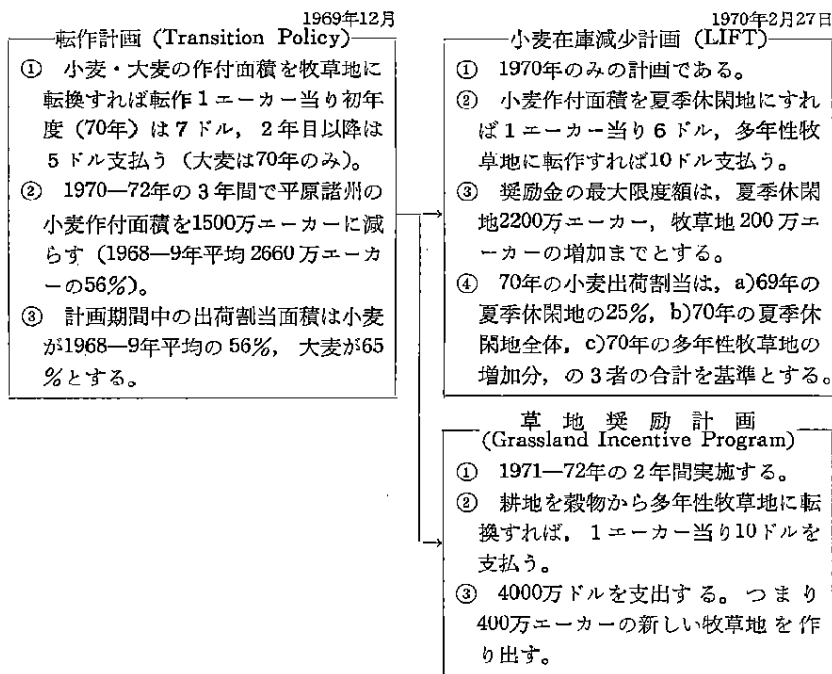 1969年12月
転作計画 (Transition Policy)
① 小麦・大麦の作付面積を牧草地に
転換すれば転作1エーカー当り初年
度（70年）は7ドル，2年目以降は
5ドル支払う（大麦は70年のみ）。
② 1970―72年の3年間で平原諸州の
小麦作付面積を1500万エーカーに減
らす（1968―9年平均2660万エーカ
ーの56%）。
③ 計画期間中の出荷割当面積は小麦
が1968―9年平均の56%，大麦が65
%とする。
1970年2月27日
小麦在庫減少計画 (LIFT)
① 1970年のみの計画である。
② 小麦作付面積を夏季休閑地にすれ
ば1エーカー当り6ドル，多年性牧
草地に転作すれば10ドル支払う。
③ 奨励金の最大限度額は，夏季休閑
地2200万エーカー，牧草地200万エ
ーカーの増加までとする。
④ 70年の小麦出荷割当は，a)69年の
夏季休閑地の25%，b)70年の夏季休
閑地全体，c)70年の多年性牧草地の
増加分，の3者の合計を基準とする。
草地奨励計画
(Grassland Incentive Program)
① 1971―72年の2年間実施する。
② 耕地を穀物から多年性牧草地に転
換すれば，1エーカー当り10ドルを
支払う。
③ 4000万ドルを支出する。つまり
400万エーカーの新しい牧草地を作
り出す。